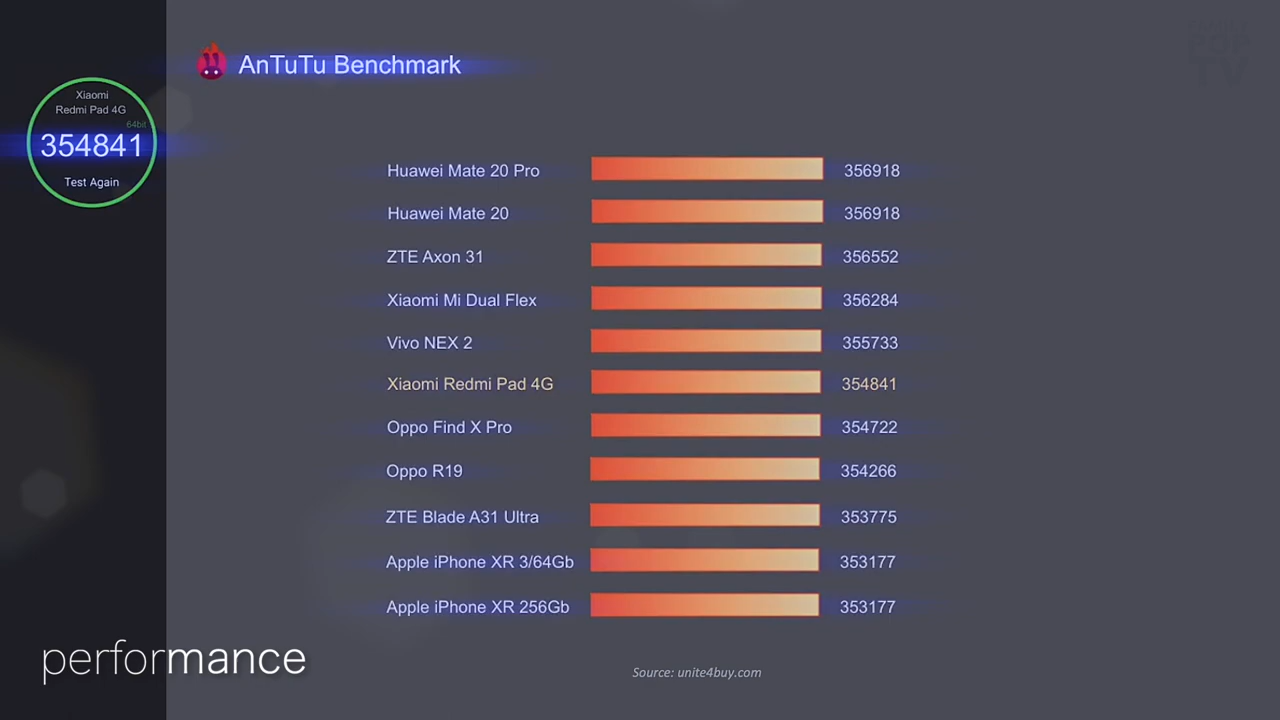 AnTuTu Benchmark
Xiaomi
Redmi Pad 4G
64bit
354841
Test Again
Huawei Mate 20 Pro 356918
Huawei Mate 20 356918
ZTE Axon 31 356552
Xiaomi Mi Dual Flex 356284
Vivo NEX 2 355733
Xiaomi Redmi Pad 4G 354841
Oppo Find X Pro 354722
Oppo R19 354266
ZTE Blade A31 Ultra 353775
Apple iPhone XR 3/64Gb 353177
Apple iPhone XR 256Gb 353177
performance
Source: unite4buy.com